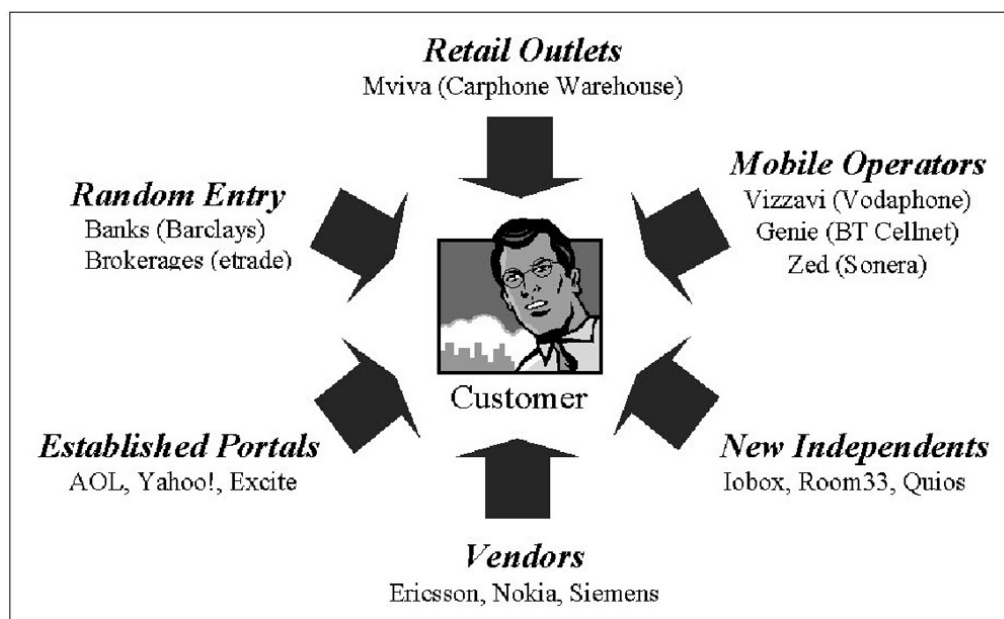 Retail Outlets
Mviva (Carphone Warehouse)
Mobile Operators
Vizzavi (Vodaphone)
Genie (BT Cellnet)
Zed (Sonera)
Random Entry
Banks (Barclays)
Brokerages (etrade)
Customer
Established Portals
AOL, Yahoo!, Excite
New Independents
Iobox, Room33, Quios
Vendors
Ericsson, Nokia, Siemens